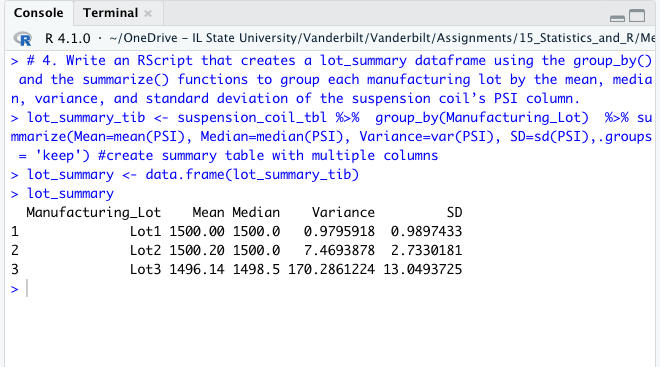 Console Terminal ×
R 4.1.0 · ~/OneDrive - IL State University/Vanderbilt/Vanderbilt/Assignments/15_Statistics_and_R/Me
> # 4. Write an RScript that creates a lot_summary dataframe using the group_by()
 and the summarize() functions to group each manufacturing lot by the mean, media
n, variance, and standard deviation of the suspension coil's PSI column.
> lot_summary_tib <- suspension_coil_tbl %>%  group_by(Manufacturing_Lot)  %>% su
mmarize(Mean=mean(PSI), Median=median(PSI), Variance=var(PSI), SD=sd(PSI),.groups
 = 'keep') #create summary table with multiple columns
> lot_summary <- data.frame(lot_summary_tib)
> lot_summary
  Manufacturing_Lot    Mean Median    Variance         SD
1              Lot1 1500.00 1500.0   0.9795918  0.9897433
2              Lot2 1500.20 1500.0   7.4693878  2.7330181
3              Lot3 1496.14 1498.5 170.2861224 13.0493725
>